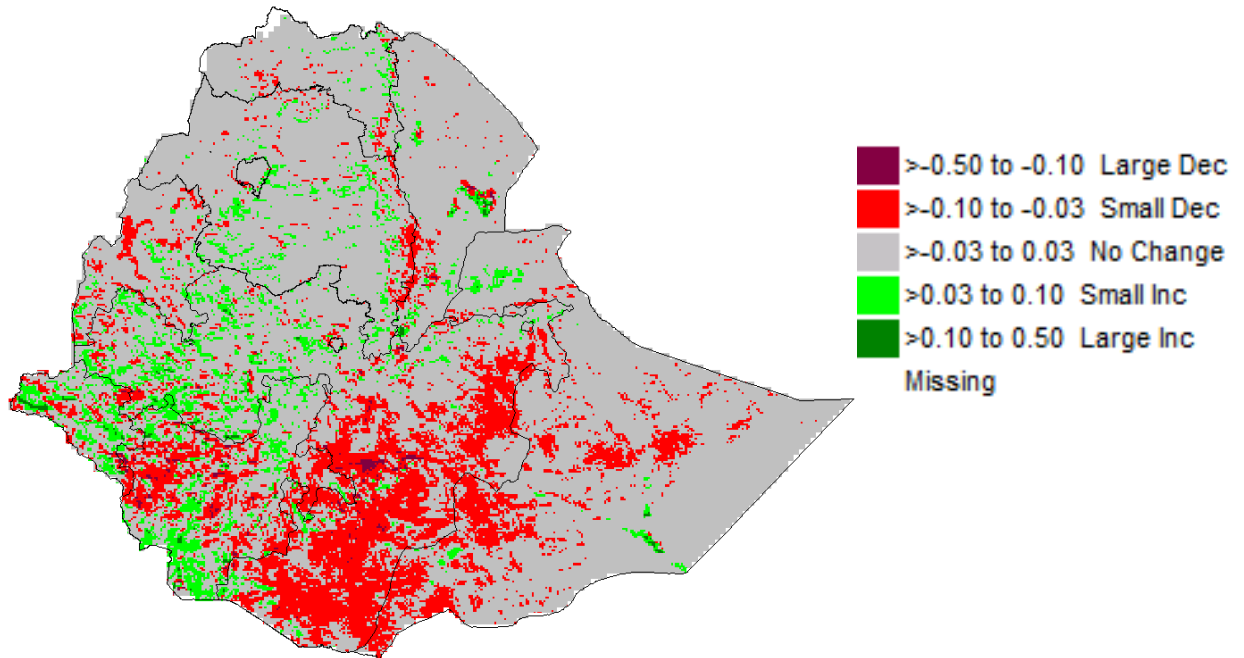 >-0.50 to -0.10 Large Dec
>-0.10 to -0.03 Small Dec
>-0.03 to 0.03 No Change
>0.03 to 0.10 Small Inc
>0.10 to 0.50 Large Inc
Missing